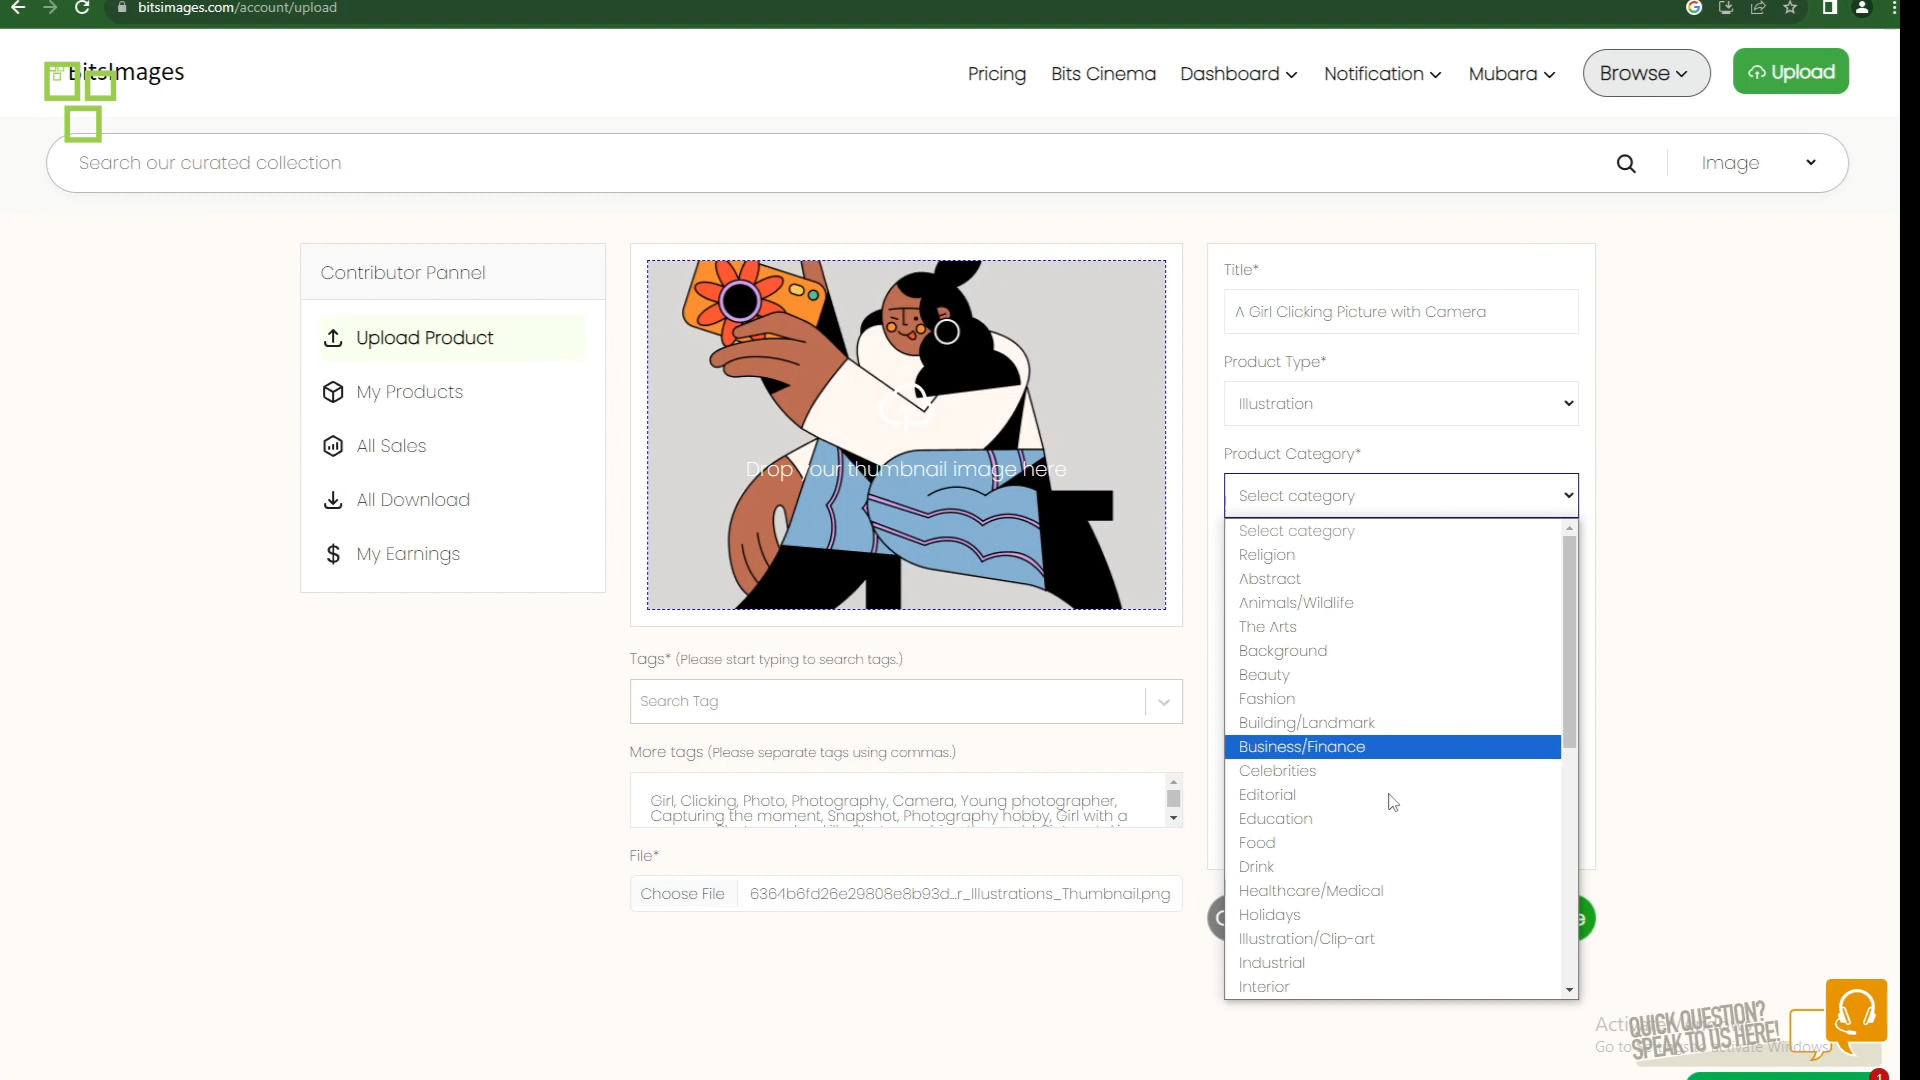 bitsimages.com/account/upload
BitsImages
Pricing
Bits Cinema
Dashboard
Notification
Mubara
Browse
Upload
Search our curated collection
Image
Contributor Pannel
Upload Product
My Products
All Sales
All Download
My Earnings
Drop your thumbnail image here
Tags* (Please start typing to search tags.)
Search Tag
More tags (Please separate tags using commas.)
Girl, Clicking, Photo, Photography, Camera, Young photographer,
Capturing the moment, Snapshot, Photography hobby, Girl with a
File*
Choose File
6364b6fd26e29808e8b93d...r_Illustrations_Thumbnail.png
Title*
A Girl Clicking Picture with Camera
Product Type*
Illustration
Product Category*
Select category
Select category
Religion
Abstract
Animals/Wildlife
The Arts
Background
Beauty
Fashion
Building/Landmark
Business/Finance
Celebrities
Editorial
Education
Food
Drink
Healthcare/Medical
Holidays
Illustration/Clip-art
Industrial
Interior
QUICK QUESTION?
SPEAK TO US HERE!
Go to
Windows
1